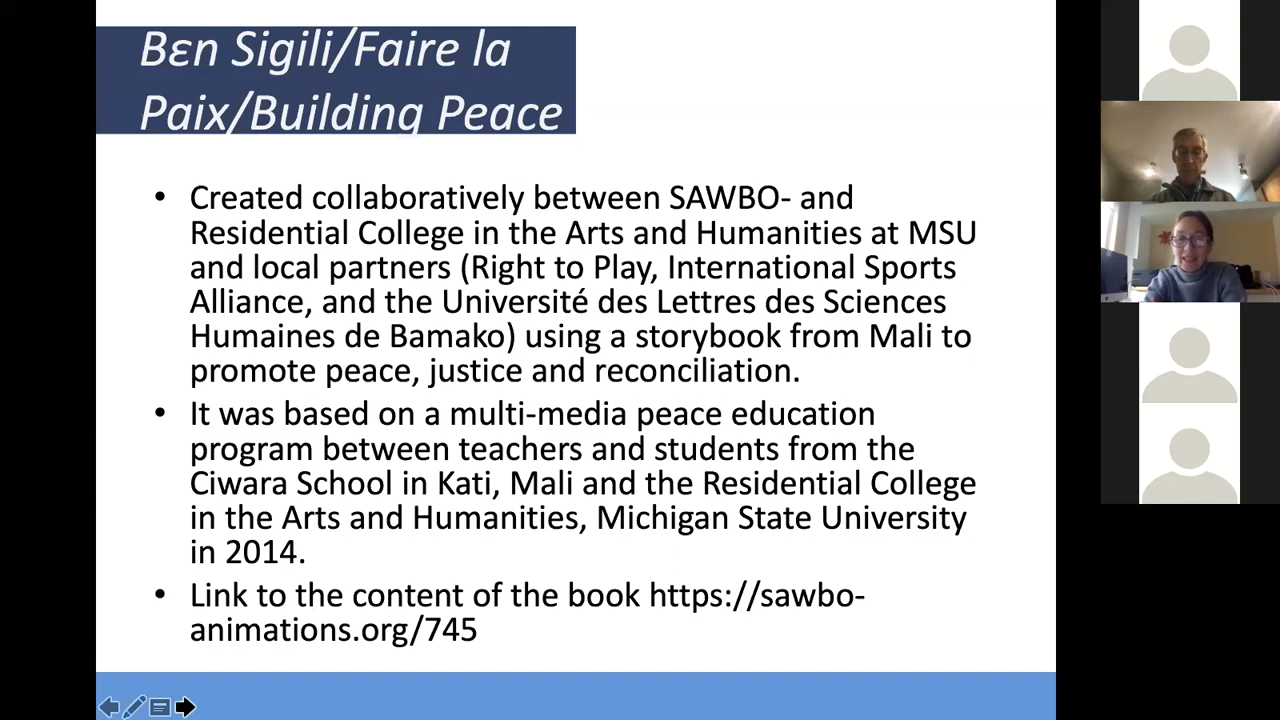 Bɛn Sigili/Faire la
Paix/Building Peace
• Created collaboratively between SAWBO- and
Residential College in the Arts and Humanities at MSU
and local partners (Right to Play, International Sports
Alliance, and the Université des Lettres des Sciences
Humaines de Bamako) using a storybook from Mali to
promote peace, justice and reconciliation.
• It was based on a multi-media peace education
program between teachers and students from the
Ciwara School in Kati, Mali and the Residential College
in the Arts and Humanities, Michigan State University
in 2014.
• Link to the content of the book https://sawbo-
animations.org/745